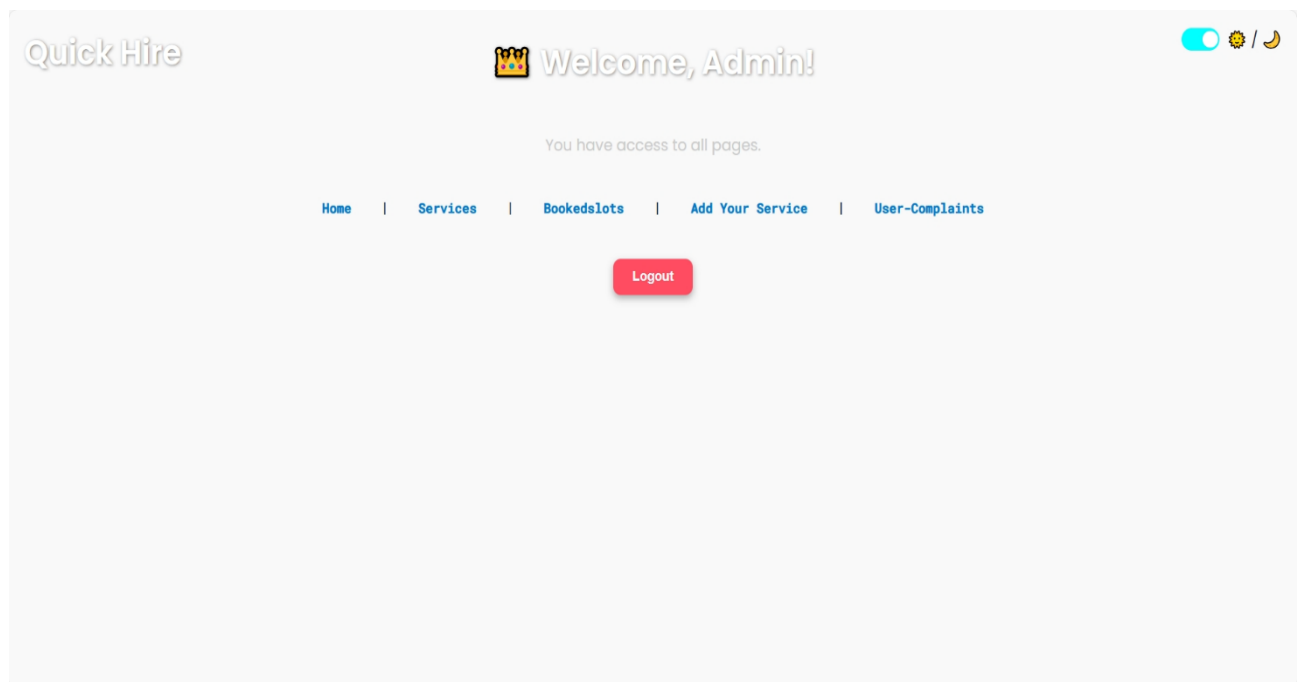 Quick Hire
👑 Welcome, Admin!
🌞 / 🌙
You have access to all pages.
Home | Services | Bookedslots | Add Your Service | User-Complaints
Logout